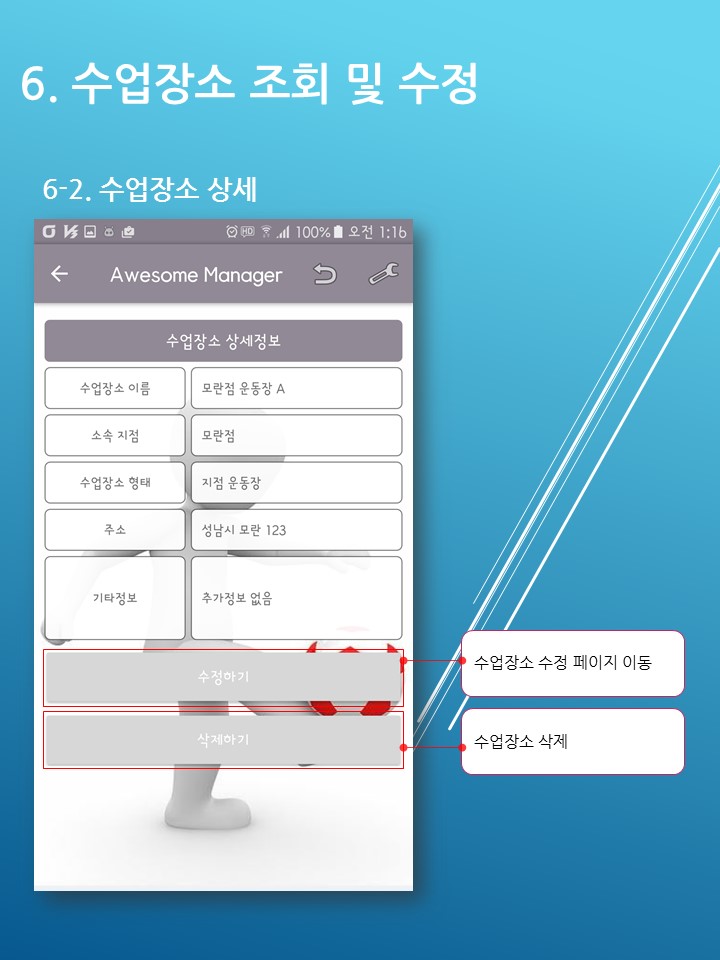 6. 수업장소 조회 및 수정
6-2. 수업장소 상세
HD 100% 오전 1:16
Awesome Manager
수업장소 상세정보
수업장소 이름 모란점 운동장 A
소속 지점 모란점
수업장소 형태 지점 운동장
주소 성남시 모란 123
기타정보 추가정보 없음
수정하기 수업장소 수정 페이지 이동
삭제하기 수업장소 삭제